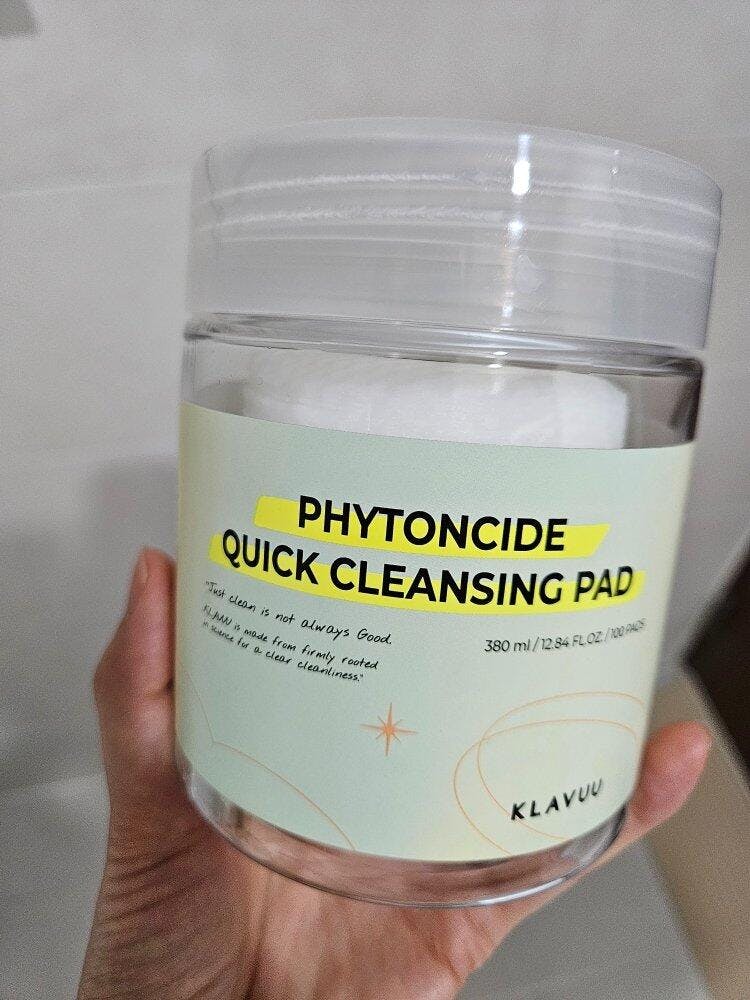 PHYTONCIDE
QUICK CLEANSING PAD
"Just clean is not always Good.
KLAVUU is made from firmly rooted
in science for a clear cleanliness."
380 ml / 12.84 FL.OZ. / 100 PADS
KLAVUU